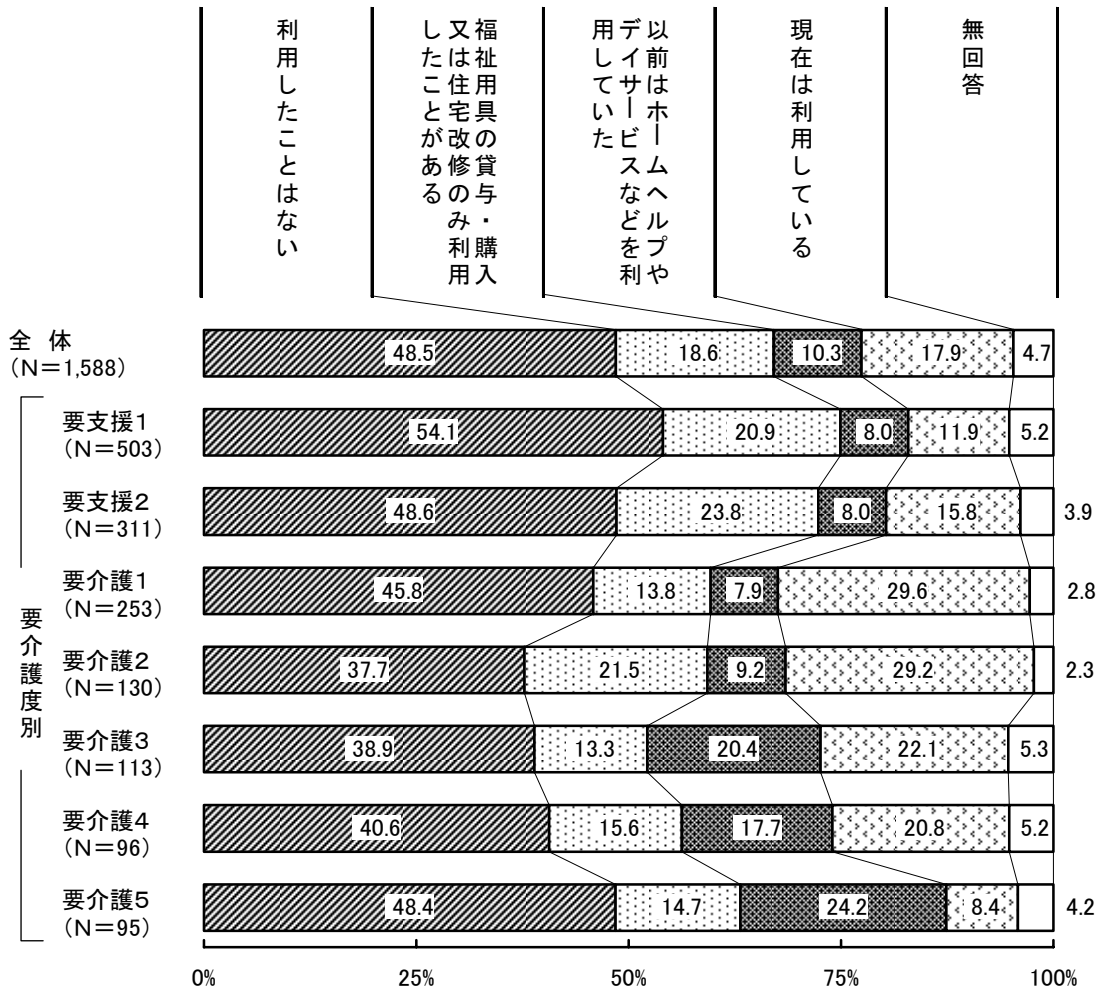 利用したことはない
福祉用具の貸与・購入
又は住宅改修のみ利用
したことがある
以前はホームヘルプや
デイサービスなどを利
用していた
現在は利用している
無回答
全 体
(N=1,588)
48.5
18.6
10.3
17.9
4.7
要介護度別
要支援1
(N=503)
54.1
20.9
8.0
11.9
5.2
要支援2
(N=311)
48.6
23.8
8.0
15.8
3.9
要介護1
(N=253)
45.8
13.8
7.9
29.6
2.8
要介護2
(N=130)
37.7
21.5
9.2
29.2
2.3
要介護3
(N=113)
38.9
13.3
20.4
22.1
5.3
要介護4
(N=96)
40.6
15.6
17.7
20.8
5.2
要介護5
(N=95)
48.4
14.7
24.2
8.4
4.2
0%
25%
50%
75%
100%